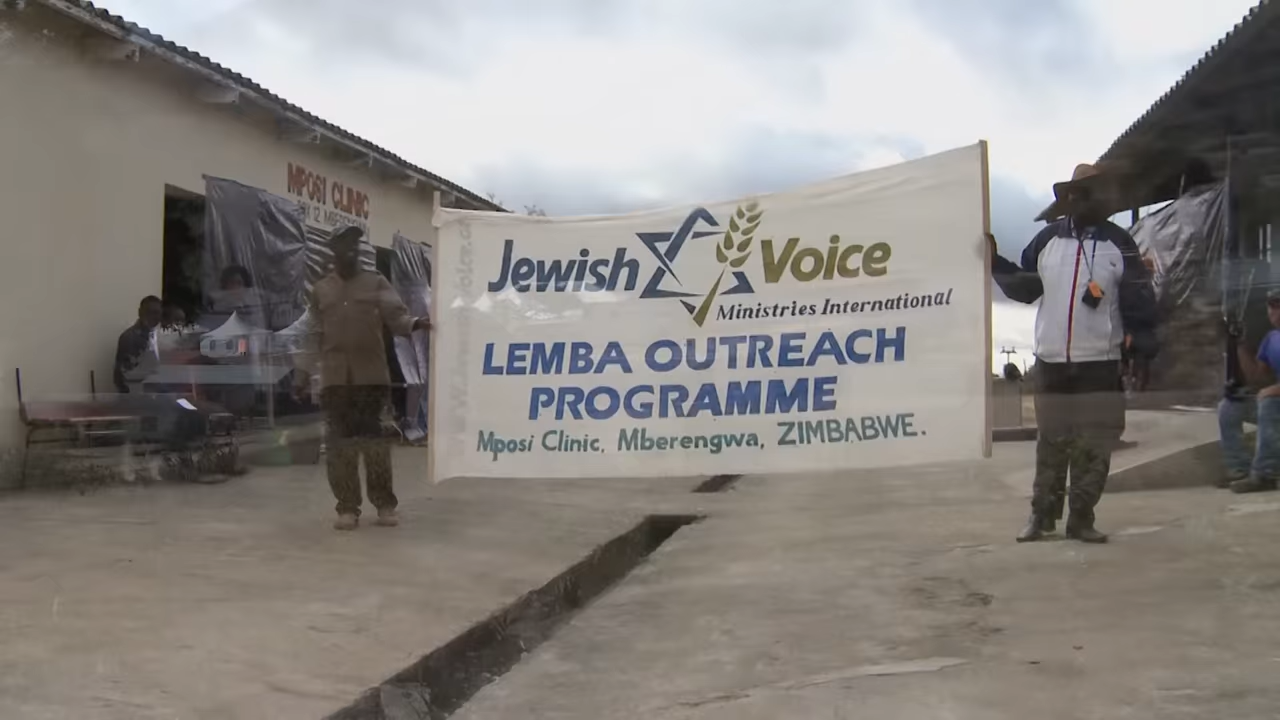 MPOSI CLINIC
Jewish Voice
Ministries International
LEMBA OUTREACH
PROGRAMME
Mposi Clinic, Mberengwa, ZIMBABWE.